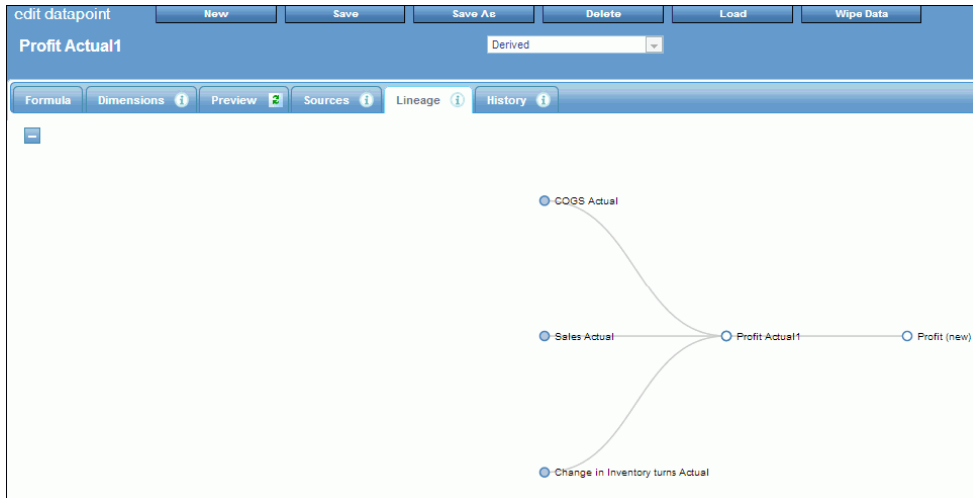 edit datapoint New Save Save As Delete Load Wipe Data
Profit Actual1 Derived
Formula Dimensions i Preview Sources i Lineage i History i
COGS Actual
Sales Actual Profit Actual1 Profit (new)
Change in Inventory turns Actual